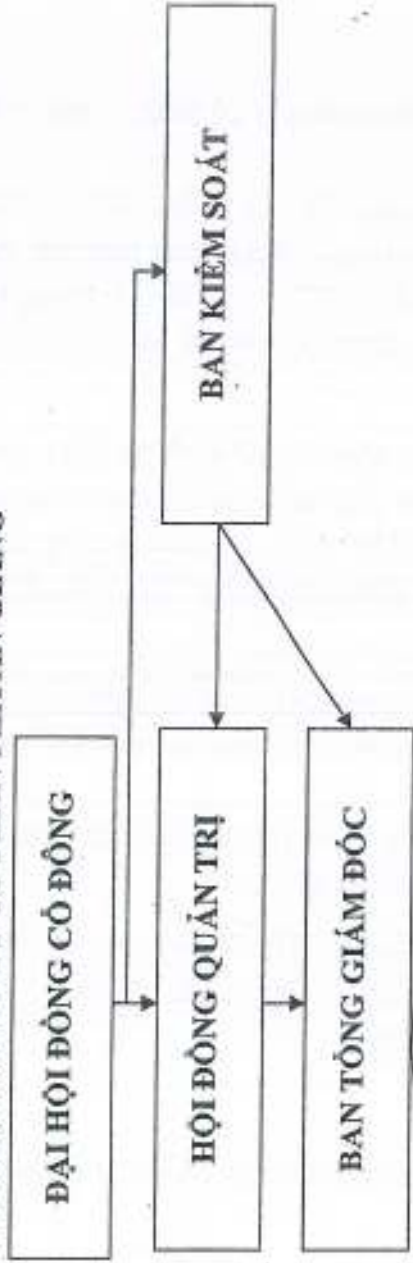 ĐẠI HỘI ĐỒNG CỔ ĐÔNG
HỘI ĐỒNG QUẢN TRỊ
BAN KIỂM SOÁT
BAN TỔNG GIÁM ĐỐC